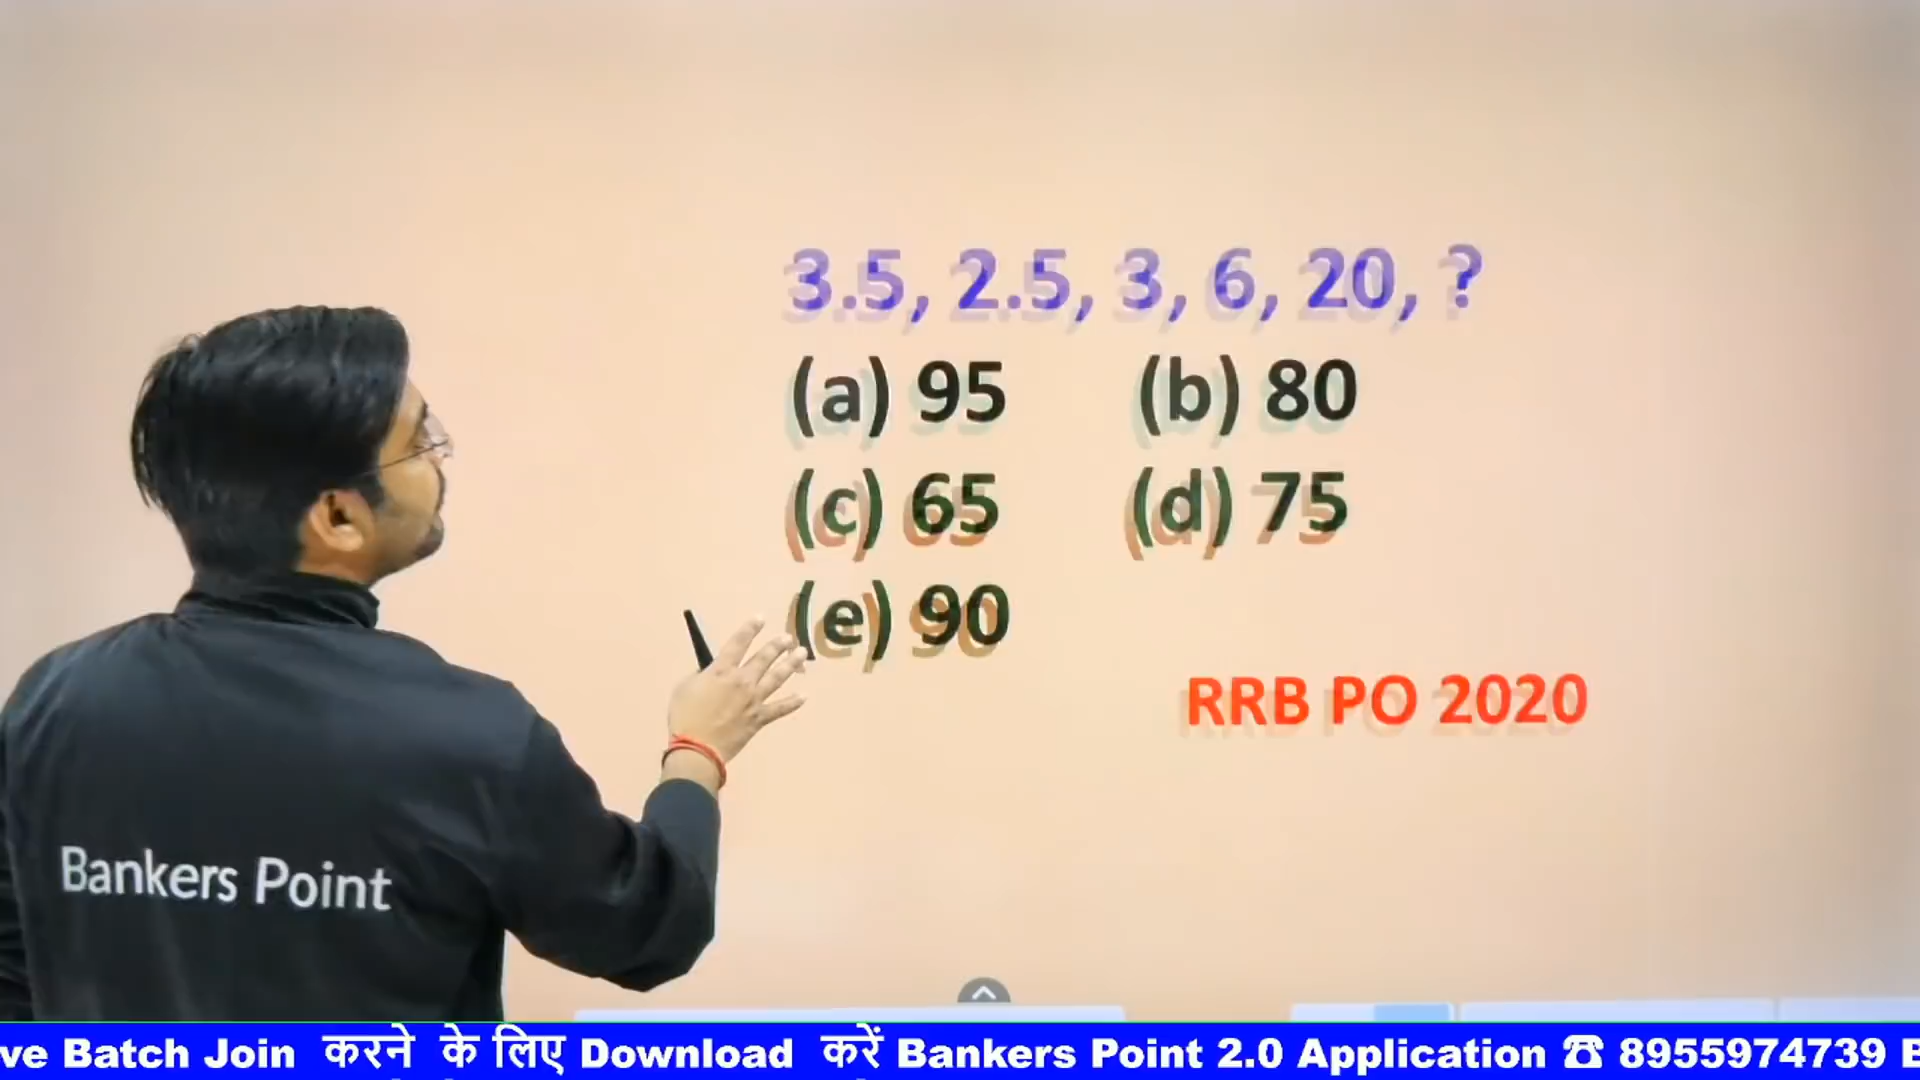 3.5, 2.5, 3, 6, 20, ?
(a) 95 (b) 80
(c) 65 (d) 75
(e) 90
RRB PO 2020
Bankers Point
ve Batch Join करने के लिए Download करें Bankers Point 2.0 Application ☎ 8955974739 B